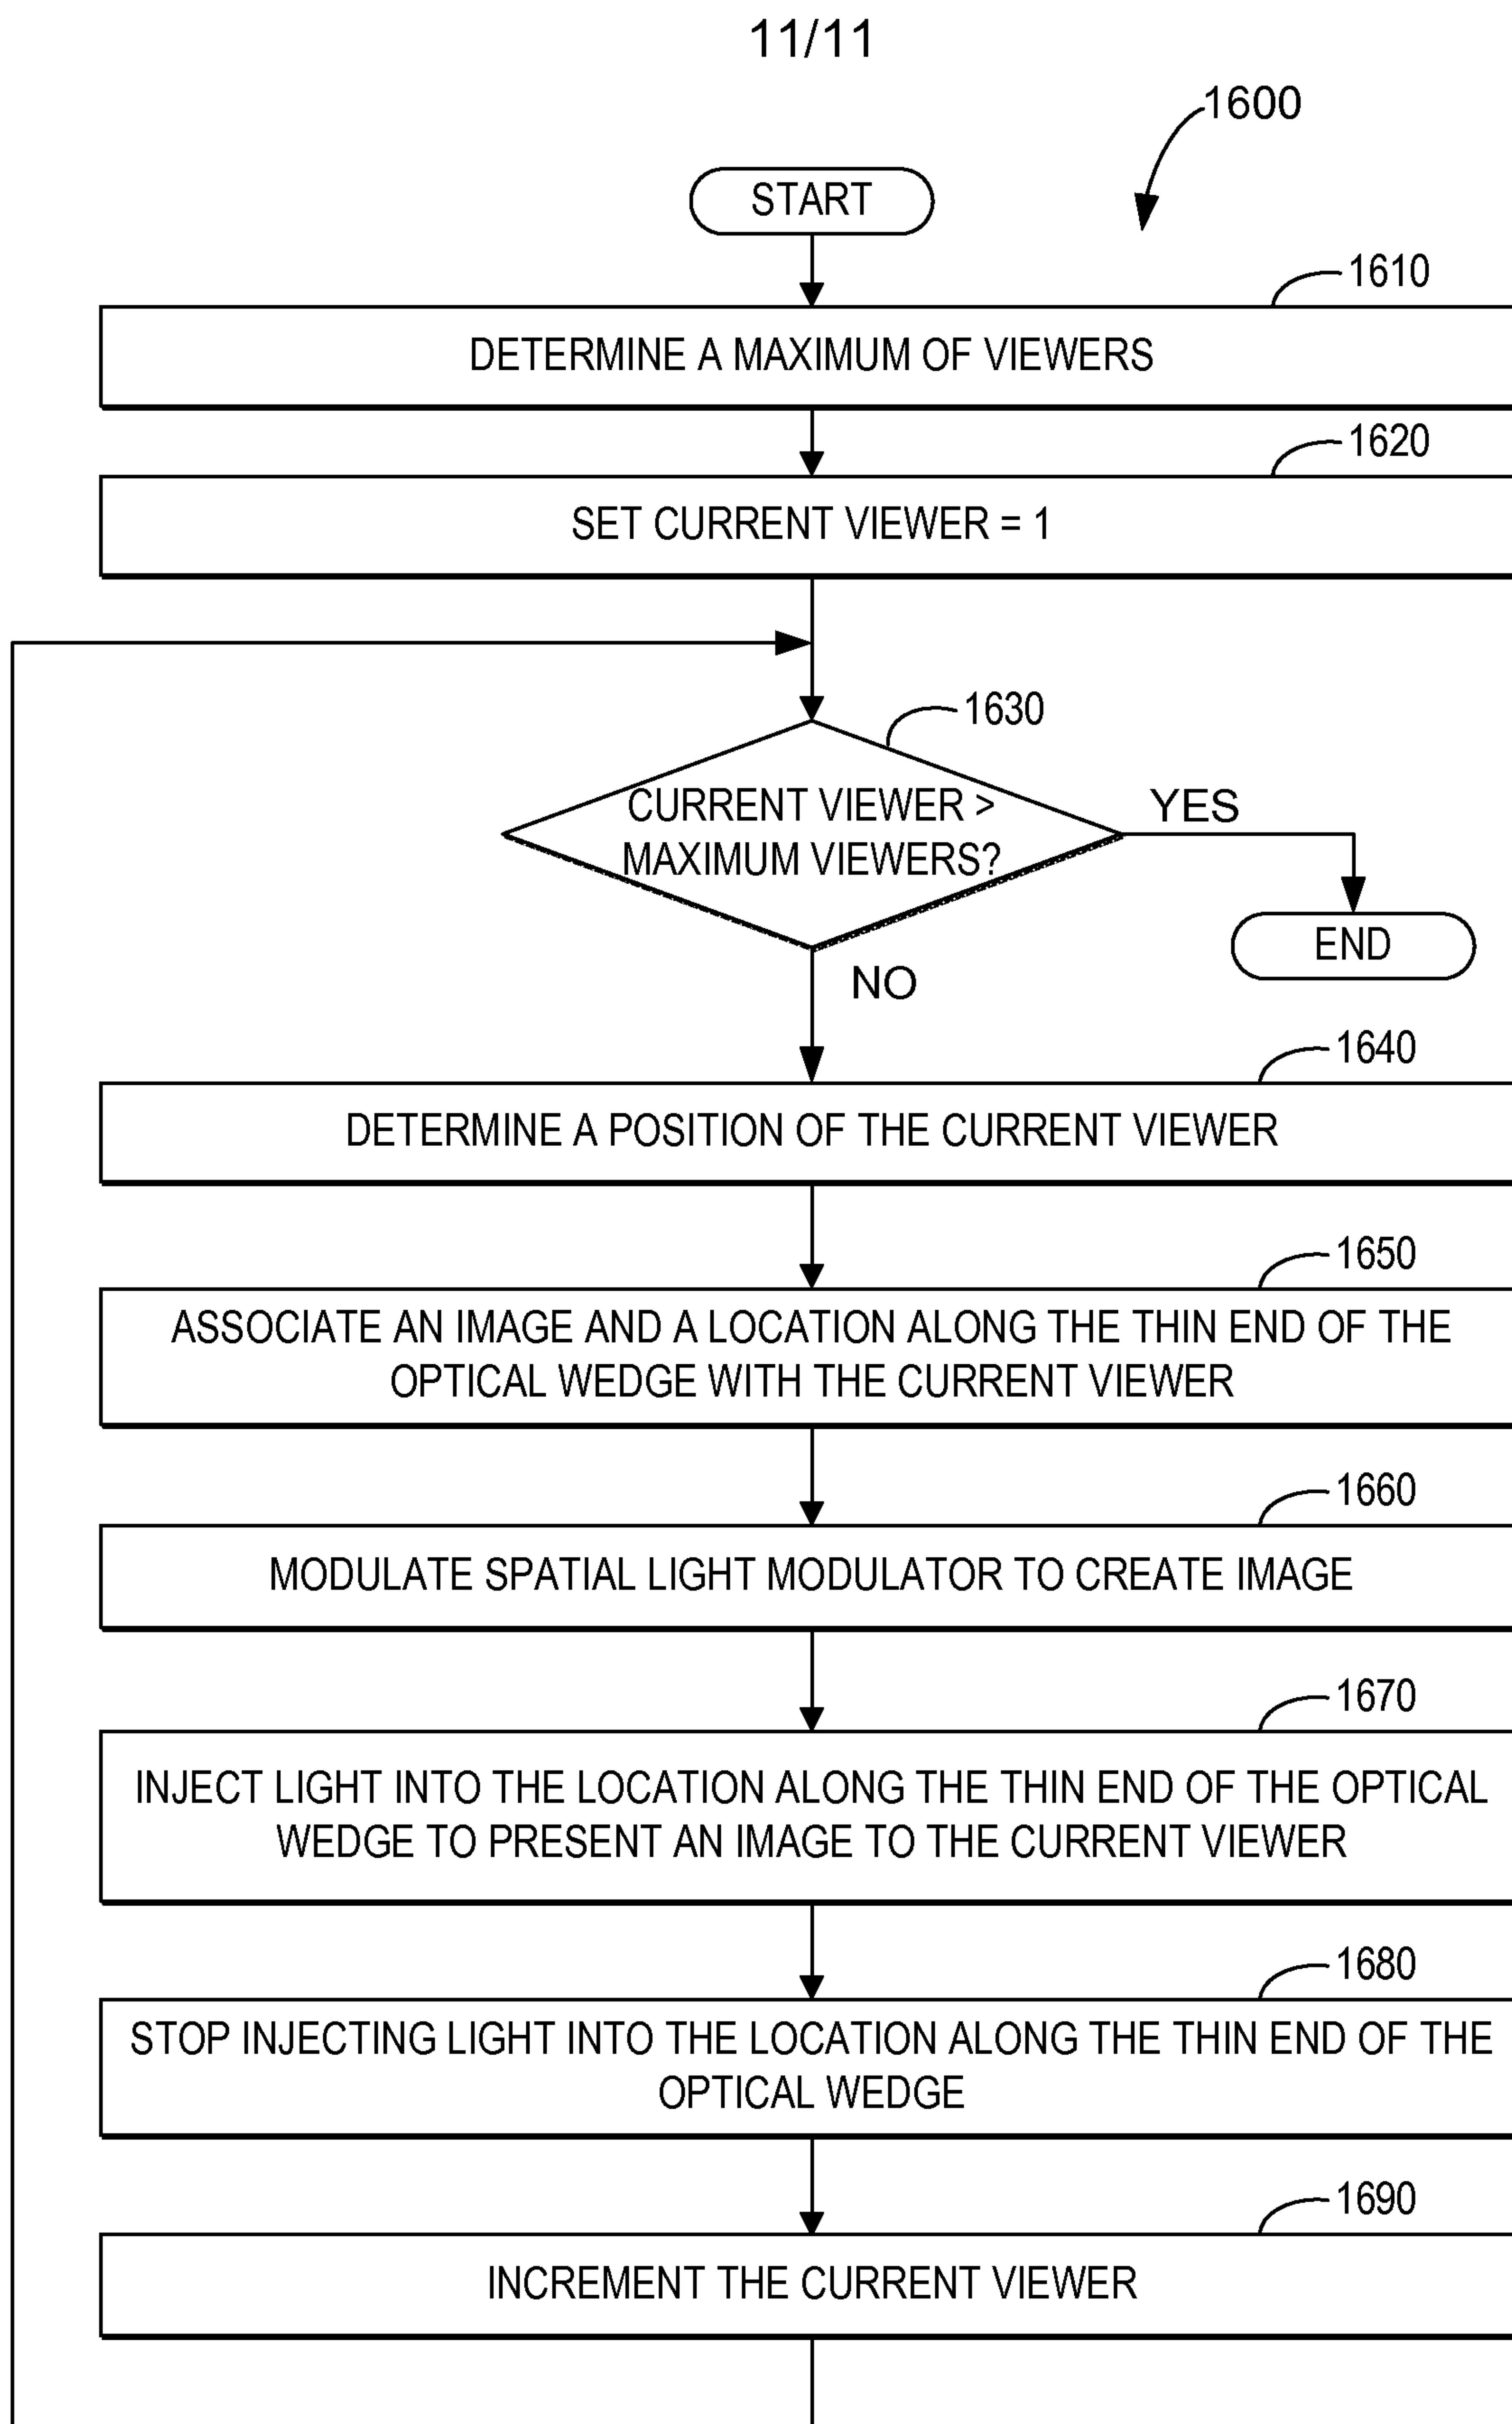 11/11
1600
START
1610
DETERMINE A MAXIMUM OF VIEWERS
1620
SET CURRENT VIEWER = 1
1630
CURRENT VIEWER >
MAXIMUM VIEWERS?
YES
END
NO
1640
DETERMINE A POSITION OF THE CURRENT VIEWER
1650
ASSOCIATE AN IMAGE AND A LOCATION ALONG THE THIN END OF THE
OPTICAL WEDGE WITH THE CURRENT VIEWER
1660
MODULATE SPATIAL LIGHT MODULATOR TO CREATE IMAGE
1670
INJECT LIGHT INTO THE LOCATION ALONG THE THIN END OF THE OPTICAL
WEDGE TO PRESENT AN IMAGE TO THE CURRENT VIEWER
1680
STOP INJECTING LIGHT INTO THE LOCATION ALONG THE THIN END OF THE
OPTICAL WEDGE
1690
INCREMENT THE CURRENT VIEWER